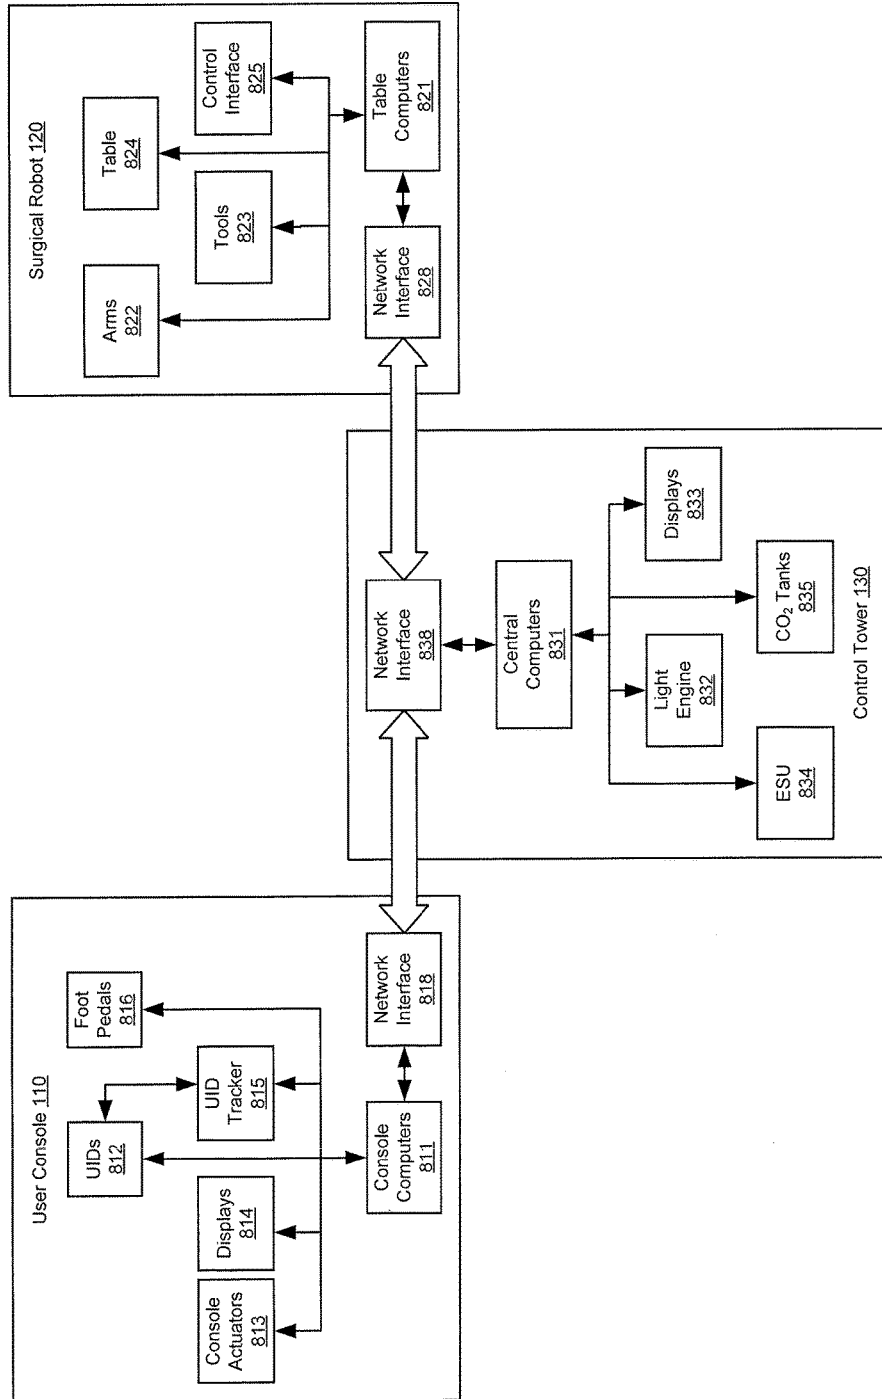 User Console 110
UIDs
812
Foot
Pedals
816
Console
Actuators
813
Displays
814
UID
Tracker
815
Console
Computers
811
Network
Interface
818
Surgical Robot 120
Arms
822
Table
824
Tools
823
Control
Interface
825
Network
Interface
828
Table
Computers
821
Network
Interface
838
Central
Computers
831
Light
Engine
832
Displays
833
ESU
834
CO₂ Tanks
835
Control Tower 130